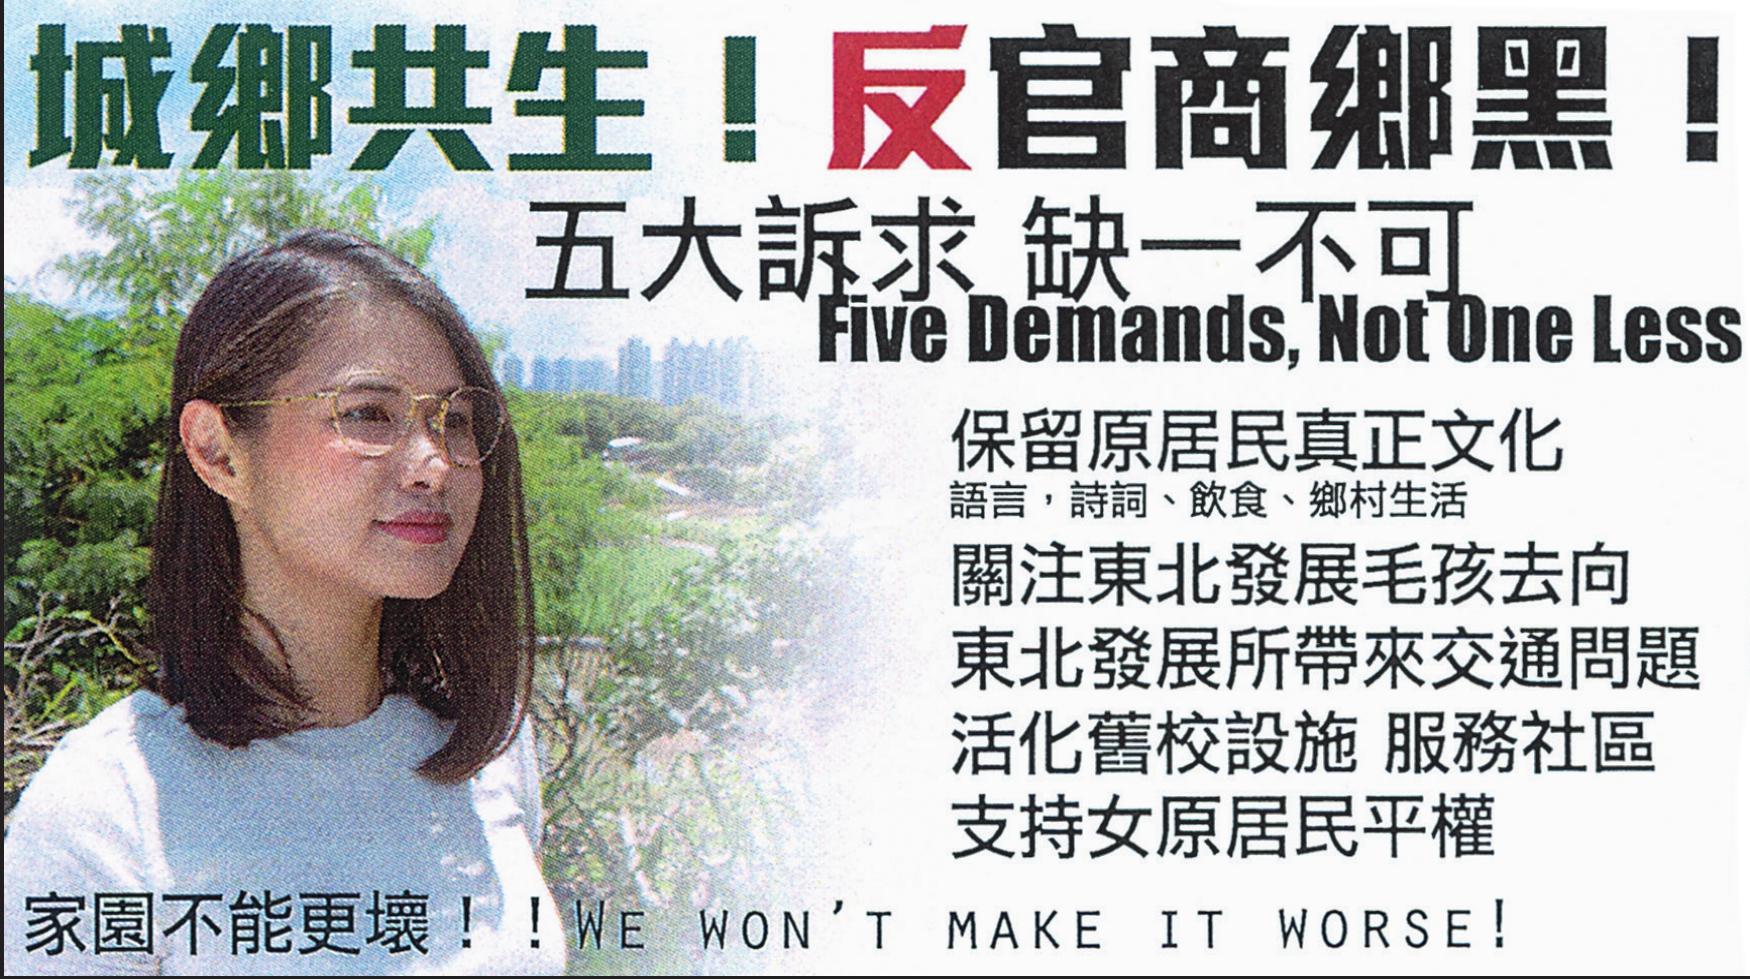 城鄉共生！反官商鄉黑！
五大訴求 缺一不可
Five Demands, Not One Less
保留原居民真正文化
語言，詩詞、飲食、鄉村生活
關注東北發展毛孩去向
東北發展所帶來交通問題
活化舊校設施 服務社區
支持女原居民平權
家園不能更壞！！WE WON'T MAKE IT WORSE!